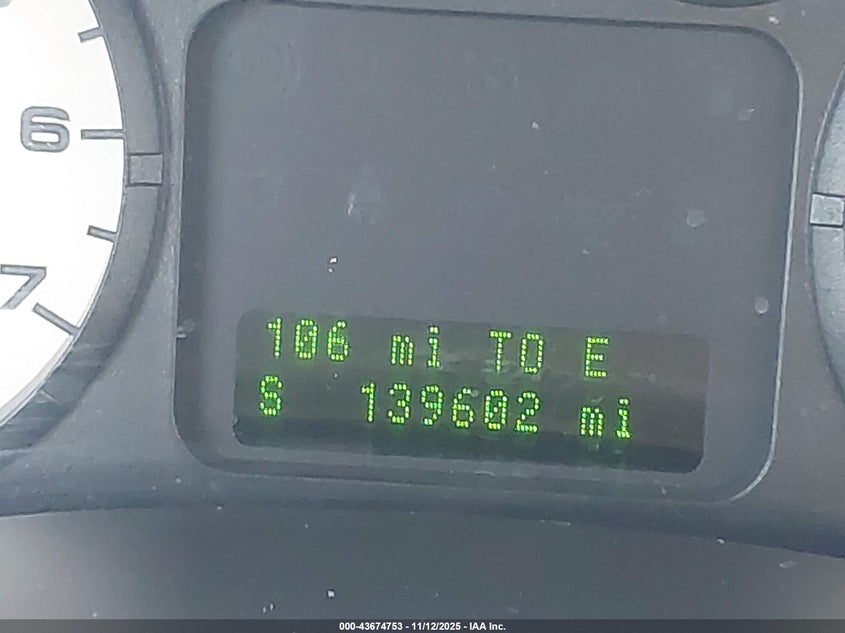 6
7
106 mi TO E
S 139602 mi
000-43674753 - 11/12/2025 - IAA Inc.